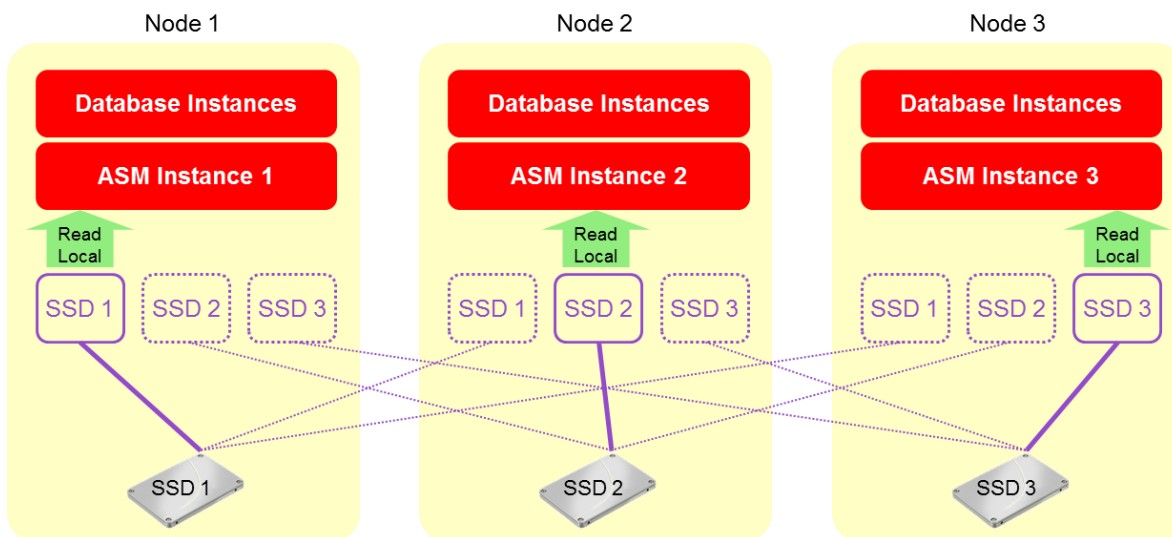 Node 1
Node 2
Node 3
Database Instances
Database Instances
Database Instances
ASM Instance 1
ASM Instance 2
ASM Instance 3
Read
Local
Read
Local
Read
Local
SSD 1
SSD 2
SSD 3
SSD 1
SSD 2
SSD 3
SSD 1
SSD 2
SSD 3
SSD 1
SSD 2
SSD 3